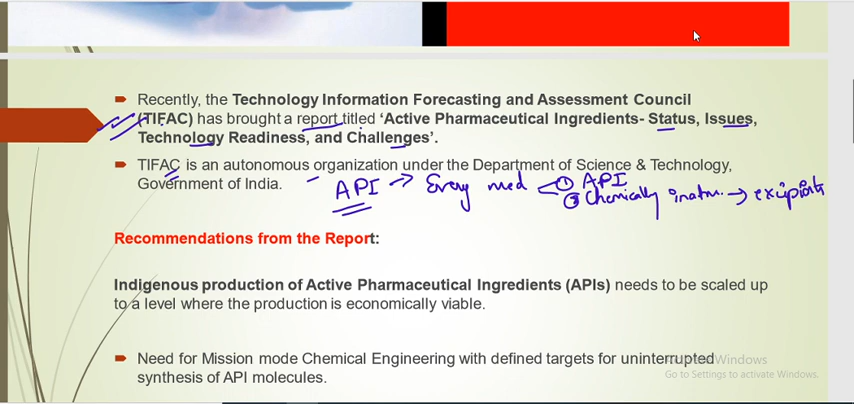 Recently, the Technology Information Forecasting and Assessment Council
(TIFAC) has brought a report titled ‘Active Pharmaceutical Ingredients- Status, Issues,
Technology Readiness, and Challenges’.
TIFAC is an autonomous organization under the Department of Science & Technology,
Government of India.
API → Every med ① API
② Chemically → excipients
Recommendations from the Report:
Indigenous production of Active Pharmaceutical Ingredients (APIs) needs to be scaled up
to a level where the production is economically viable.
Need for Mission mode Chemical Engineering with defined targets for uninterrupted
synthesis of API molecules.
Windows
Go to Settings to activate Windows.